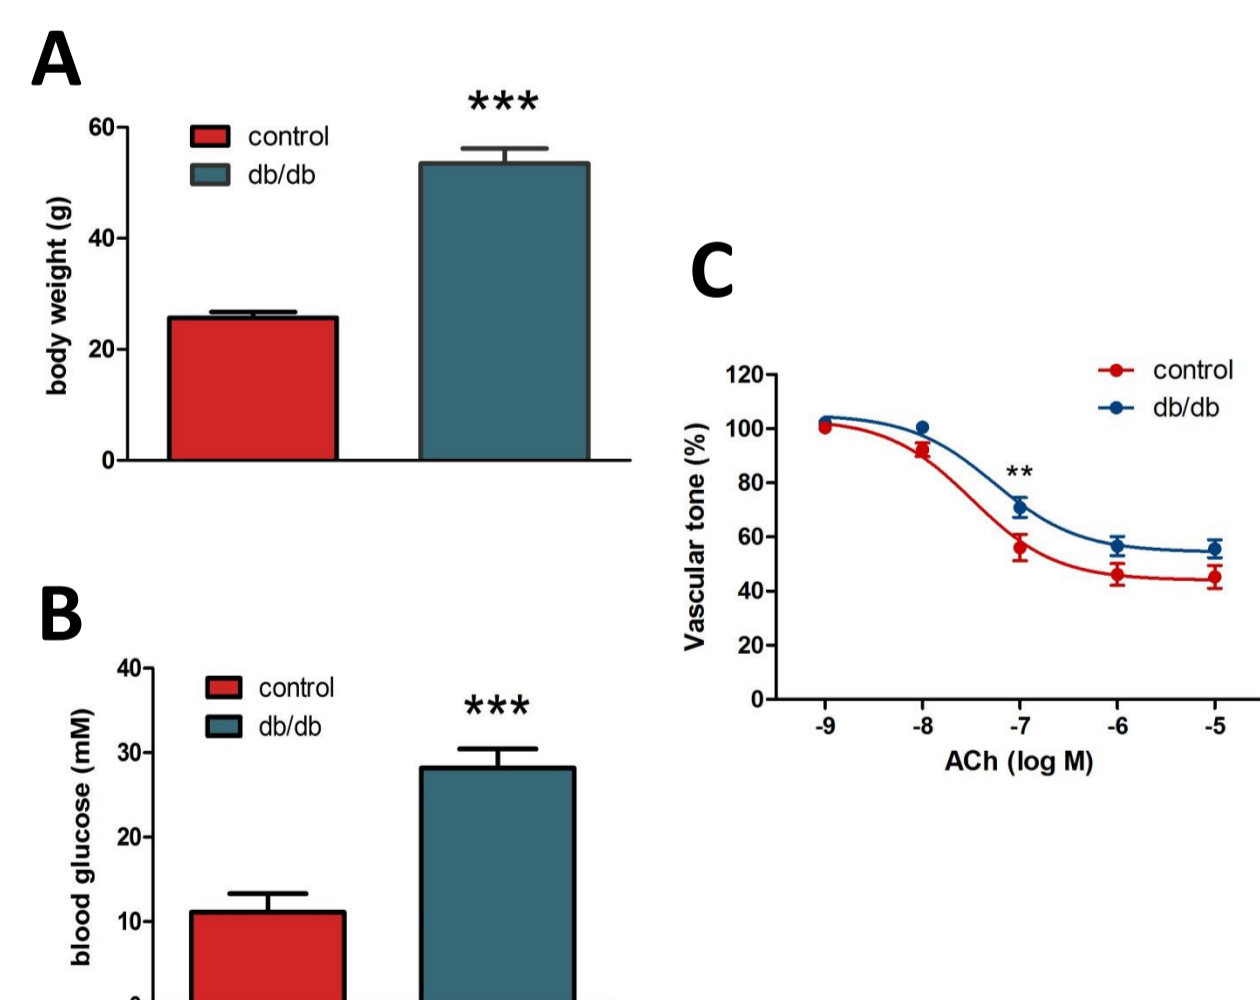 A
***
60
40
20
0
body weight (g)
control
db/db
B
***
40
30
20
10
0
blood glucose (mM)
control
db/db
C
control
db/db
**
120
100
80
60
40
20
0
Vascular tone (%)
-9 -8 -7 -6 -5
ACh (log M)